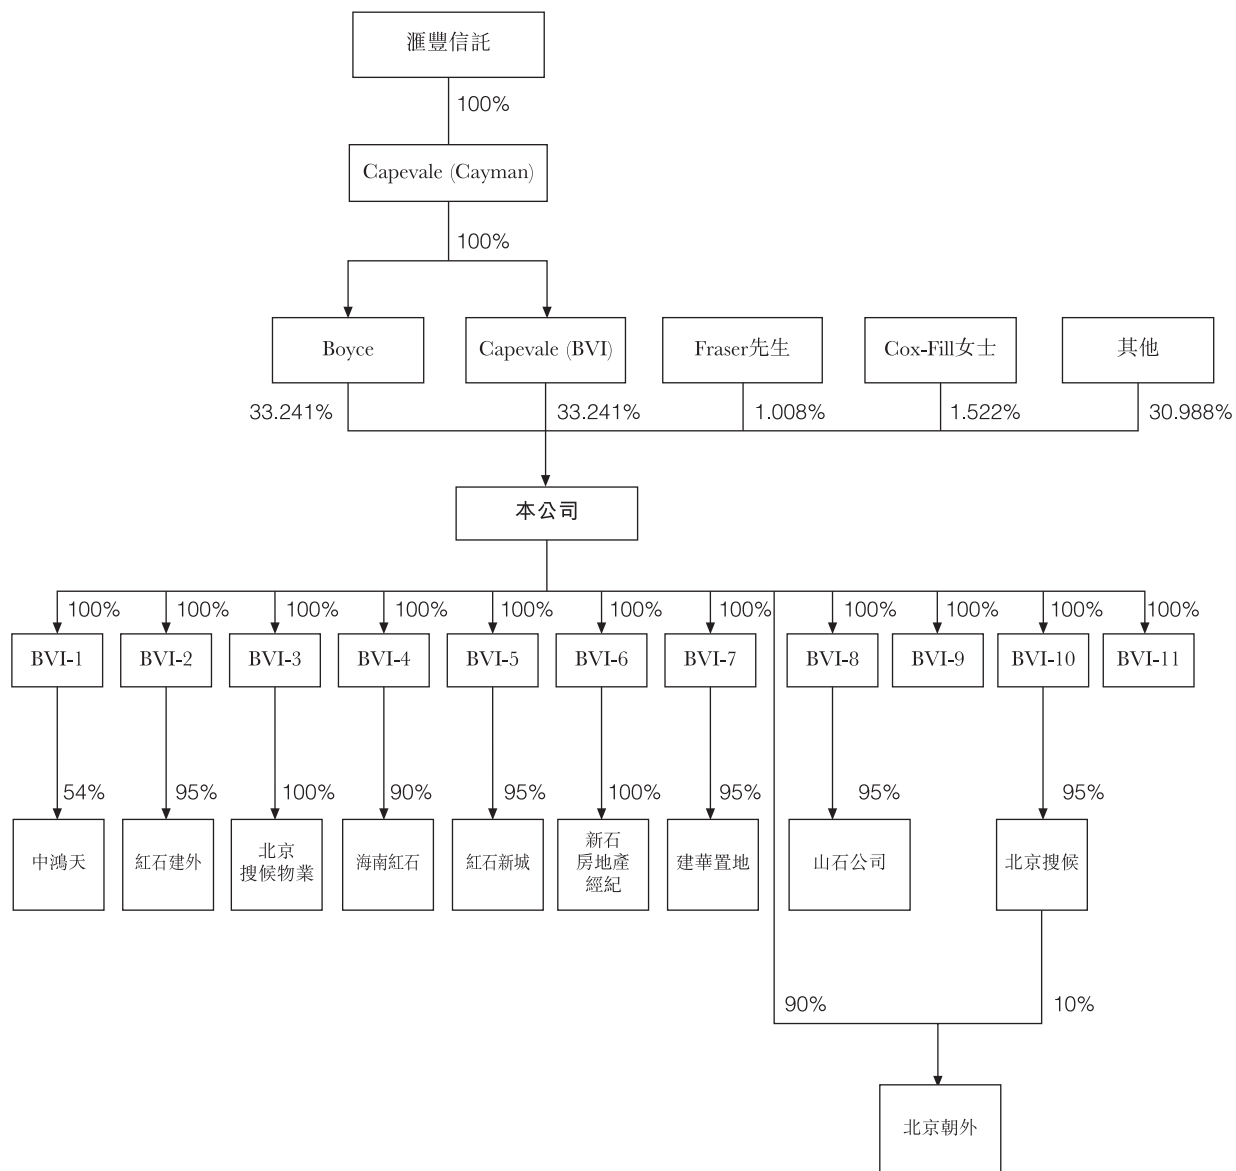 滙豐信託
100%
Capevale (Cayman)
100%
Boyce
Capevale (BVI)
Fraser先生
Cox-Fill女士
其他
33.241%
33.241%
1.008%
1.522%
30.988%
本公司
100%
100%
100%
100%
100%
100%
100%
100%
100%
100%
100%
BVI-1
BVI-2
BVI-3
BVI-4
BVI-5
BVI-6
BVI-7
BVI-8
BVI-9
BVI-10
BVI-11
54%
95%
100%
90%
95%
100%
95%
95%
95%
中鴻天
紅石建外
北京
搜候物業
海南紅石
紅石新城
新石
房地產
經紀
建華置地
山石公司
北京搜候
90%
10%
北京朝外